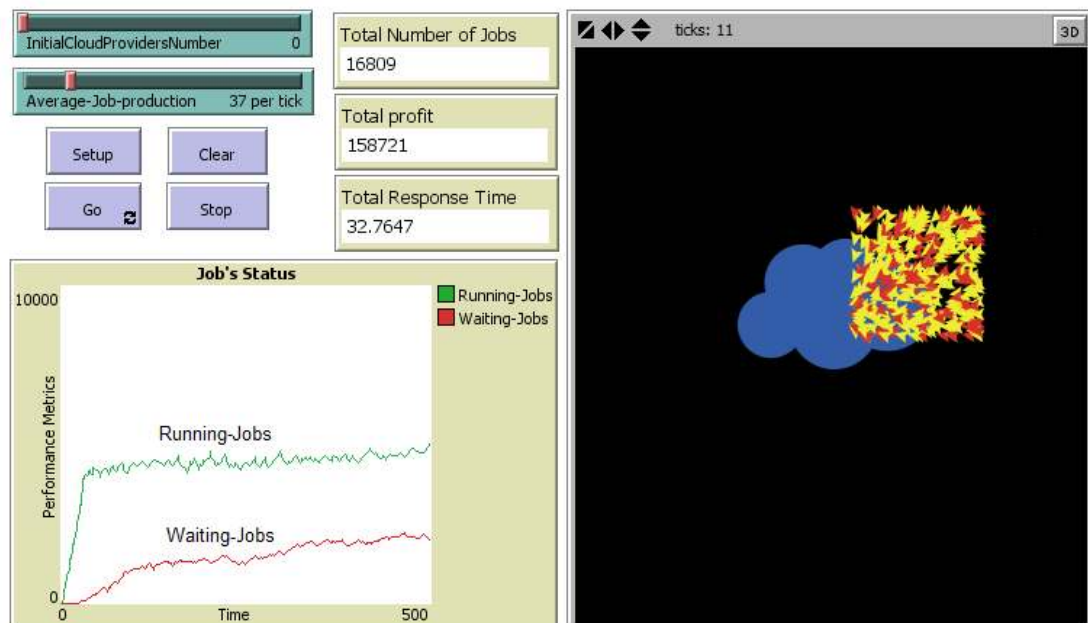 InitialCloudProvidersNumber 0
Average-Job-production 37 per tick
Setup
Clear
Go
Stop
Total Number of Jobs
16809
Total profit
158721
Total Response Time
32.7647
Job's Status
10000
Performance Metrics
0
Running-Jobs
Waiting-Jobs
Running-Jobs
Waiting-Jobs
0
Time
500
ticks: 11
3D